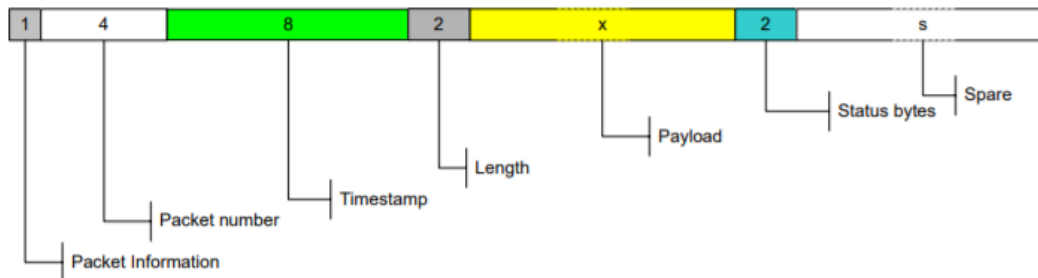 1 4 8 2 x 2 s
Spare
Status bytes
Payload
Length
Timestamp
Packet number
Packet Information